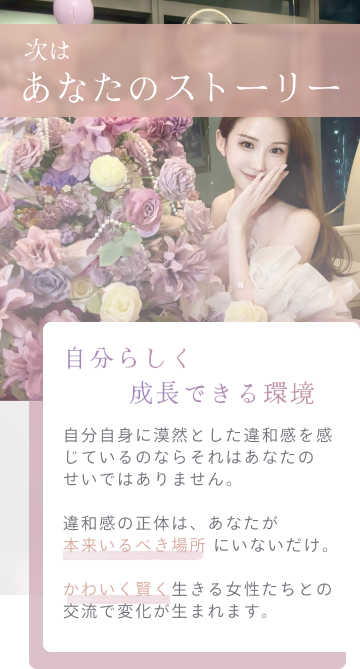 次は
あなたのストーリー
自分らしく
成長できる環境
自分自身に漠然とした違和感を感
じているのならそれはあなたの
せいではありません。
違和感の正体は、あなたが
本来いるべき場所 にいないだけ。
かわいく賢く生きる女性たちとの
交流で変化が生まれます。